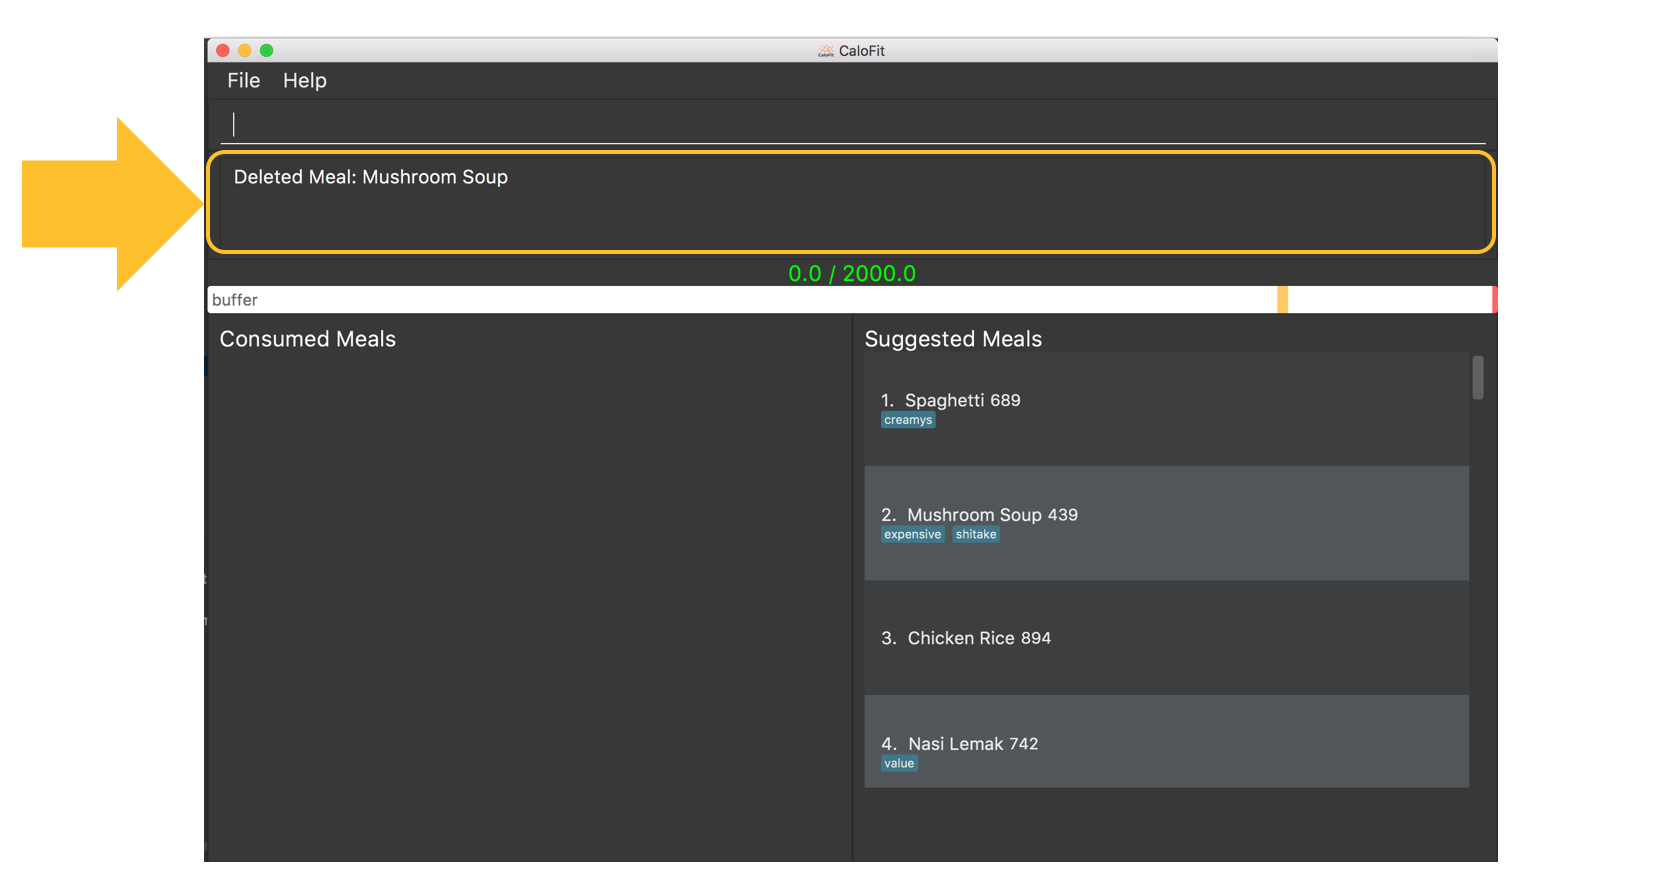 CaloFit
File Help
Deleted Meal: Mushroom Soup
0.0 / 2000.0
buffer
Consumed Meals
Suggested Meals
1. Spaghetti 689
creamys
2. Mushroom Soup 439
expensive shitake
3. Chicken Rice 894
4. Nasi Lemak 742
value